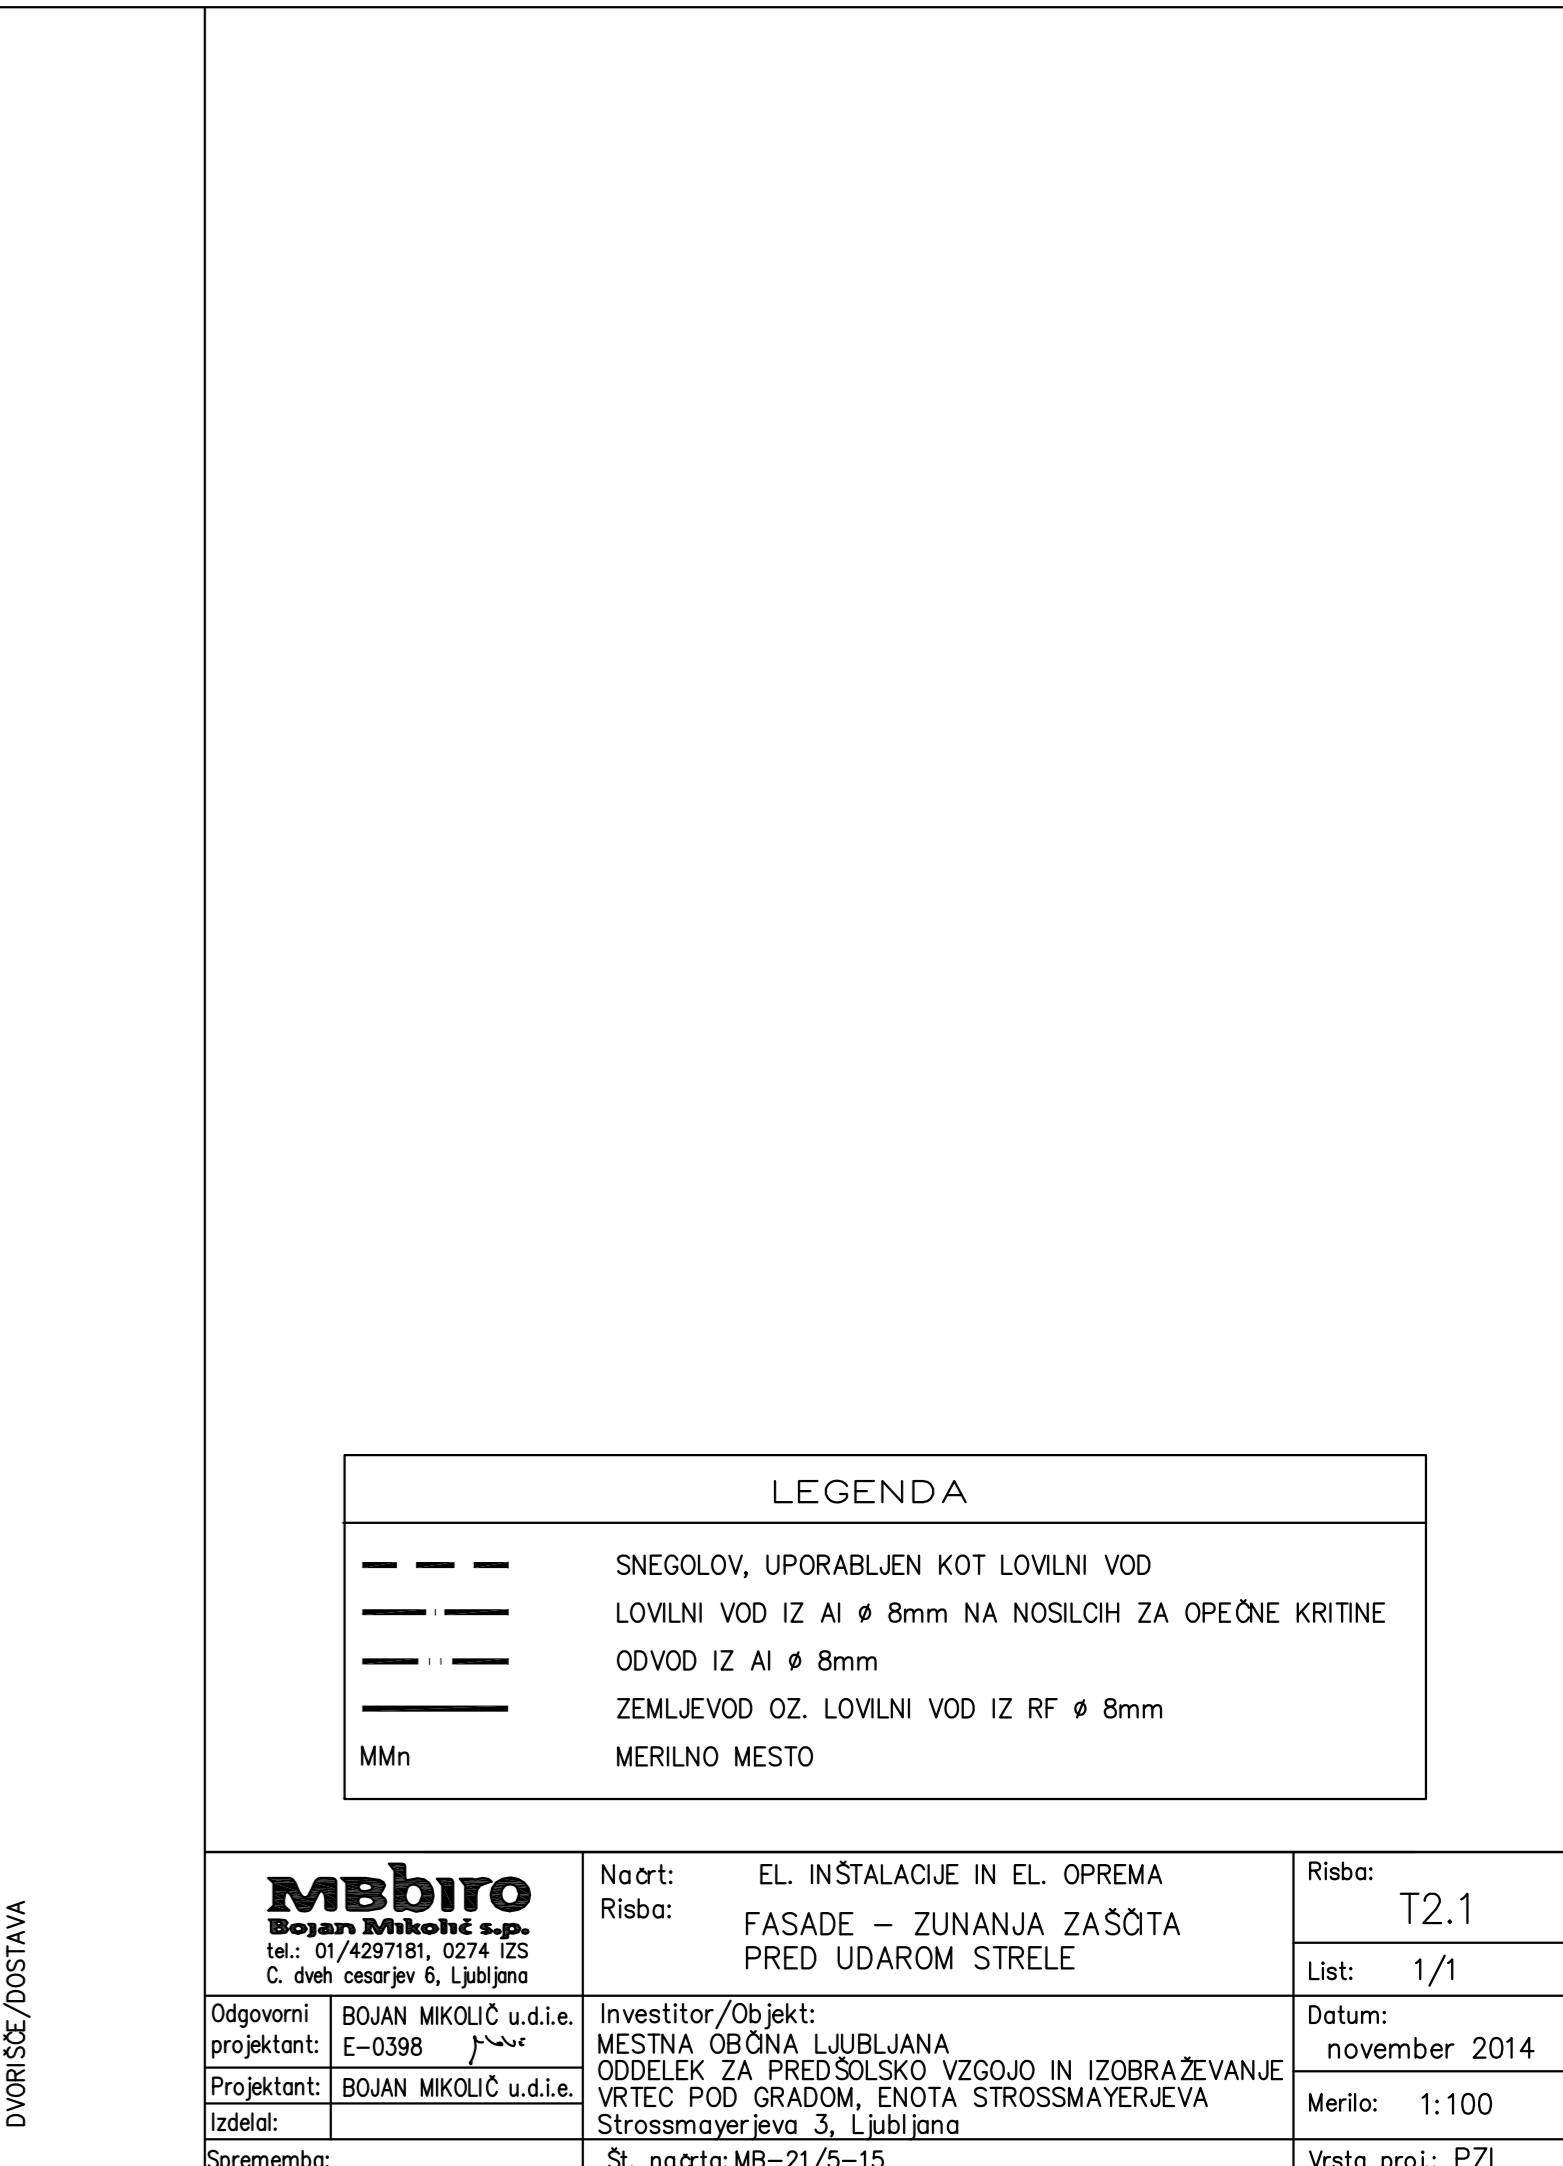 DVORIŠČE/DOSTAVA
LEGENDA
SNEGOLOV, UPORABLJEN KOT LOVILNI VOD
LOVILNI VOD IZ Al ø 8mm NA NOSILCIH ZA OPEČNE KRITINE
ODVOD IZ Al ø 8mm
ZEMLJEVOD OZ. LOVILNI VOD IZ RF ø 8mm
MMn MERILNO MESTO
MBbiro
Bojan Mikolič s.p.
tel.: 01/4297181, 0274 IZS
C. dveh cesarjev 6, Ljubljana
Načrt: EL. INŠTALACIJE IN EL. OPREMA
Risba: FASADE – ZUNANJA ZAŠČITA
PRED UDAROM STRELE
Risba:
T2.1
List: 1/1
Odgovorni projektant: BOJAN MIKOLIČ u.d.i.e.
E-0398
Projektant: BOJAN MIKOLIČ u.d.i.e.
Izdelal:
Investitor/Objekt:
MESTNA OBČINA LJUBLJANA
ODDELEK ZA PREDŠOLSKO VZGOJO IN IZOBRAŽEVANJE
VRTEC POD GRADOM, ENOTA STROSSMAYERJEVA
Strossmayerjeva 3, Ljubljana
Datum:
november 2014
Merilo: 1:100
Sprememba:
Št. načrta: MB-21/5-15
Vrsta proj.: PZI